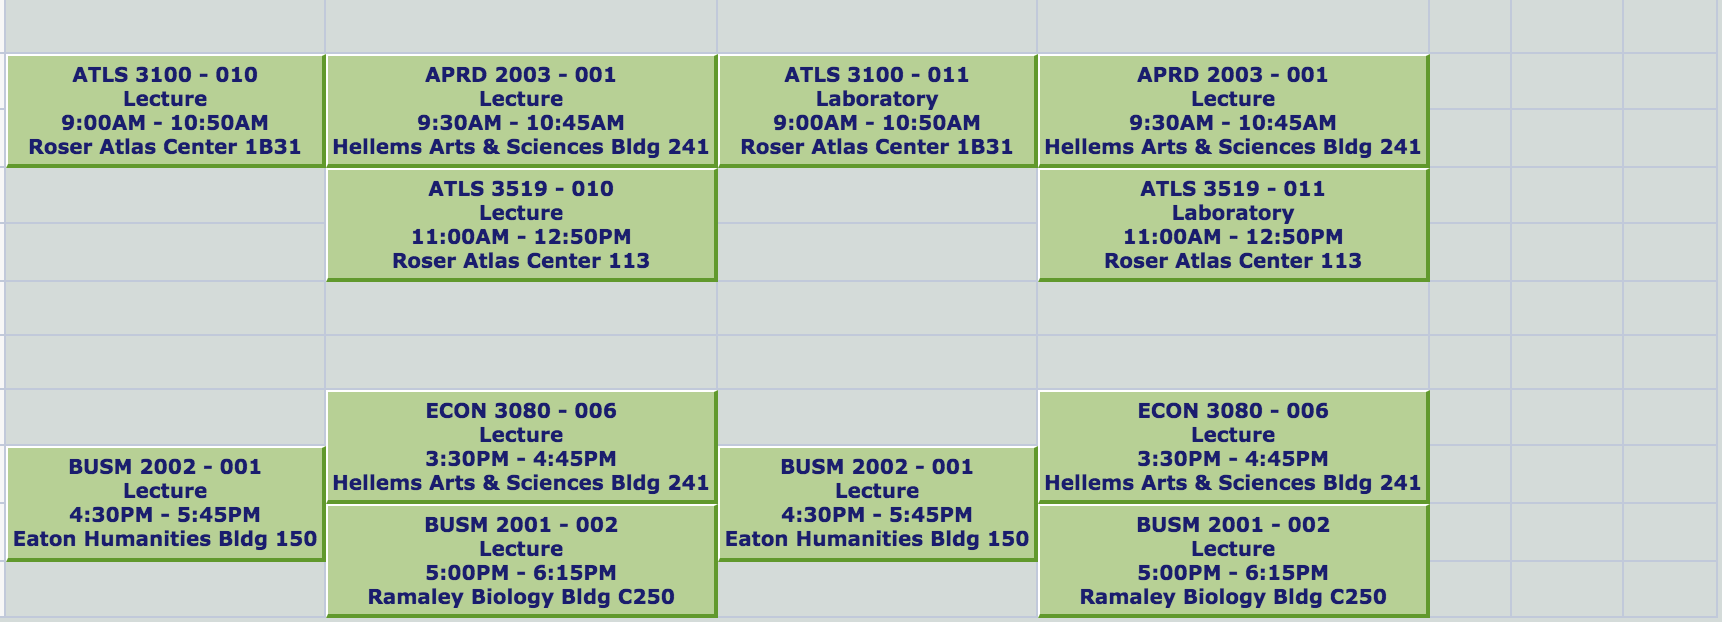 ATLS 3100 - 010
Lecture
9:00AM - 10:50AM
Roser Atlas Center 1B31
APRD 2003 - 001
Lecture
9:30AM - 10:45AM
Hellems Arts & Sciences Bldg 241
ATLS 3100 - 011
Laboratory
9:00AM - 10:50AM
Roser Atlas Center 1B31
APRD 2003 - 001
Lecture
9:30AM - 10:45AM
Hellems Arts & Sciences Bldg 241
ATLS 3519 - 010
Lecture
11:00AM - 12:50PM
Roser Atlas Center 113
ATLS 3519 - 011
Laboratory
11:00AM - 12:50PM
Roser Atlas Center 113
ECON 3080 - 006
Lecture
3:30PM - 4:45PM
Hellems Arts & Sciences Bldg 241
ECON 3080 - 006
Lecture
3:30PM - 4:45PM
Hellems Arts & Sciences Bldg 241
BUSM 2002 - 001
Lecture
4:30PM - 5:45PM
Eaton Humanities Bldg 150
BUSM 2001 - 002
Lecture
5:00PM - 6:15PM
Ramaley Biology Bldg C250
BUSM 2002 - 001
Lecture
4:30PM - 5:45PM
Eaton Humanities Bldg 150
BUSM 2001 - 002
Lecture
5:00PM - 6:15PM
Ramaley Biology Bldg C250